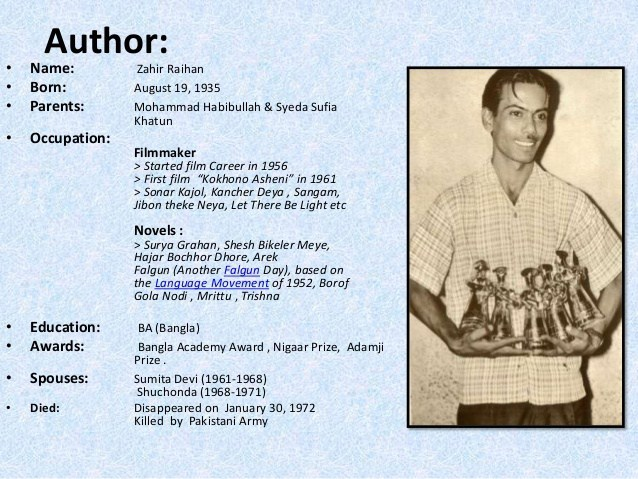 Author:
• Name: Zahir Raihan
• Born: August 19, 1935
• Parents: Mohammad Habibullah & Syeda Sufia
Khatun
• Occupation:
Filmmaker
> Started film Career in 1956
> First film “Kokhono Asheni” in 1961
> Sonar Kajol, Kancher Deya , Sangam,
Jibon theke Neya, Let There Be Light etc
Novels :
> Surya Grahan, Shesh Bikeler Meye,
Hajar Bochhor Dhore, Arek
Falgun (Another Falgun Day), based on
the Language Movement of 1952, Borof
Gola Nodi , Mrittu , Trishna
• Education: BA (Bangla)
• Awards: Bangla Academy Award , Nigaar Prize, Adamji
Prize .
• Spouses: Sumita Devi (1961-1968)
Shuchonda (1968-1971)
• Died: Disappeared on January 30, 1972
Killed by Pakistani Army